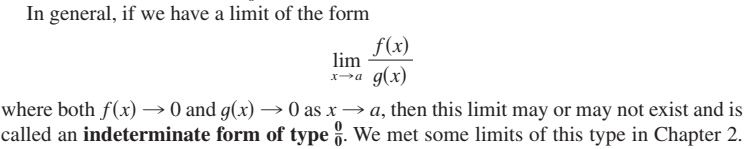 In general, if we have a limit of the form
lim x→a f(x)/g(x)
where both f(x) → 0 and g(x) → 0 as x → a, then this limit may or may not exist and is
called an indeterminate form of type 0/0. We met some limits of this type in Chapter 2.